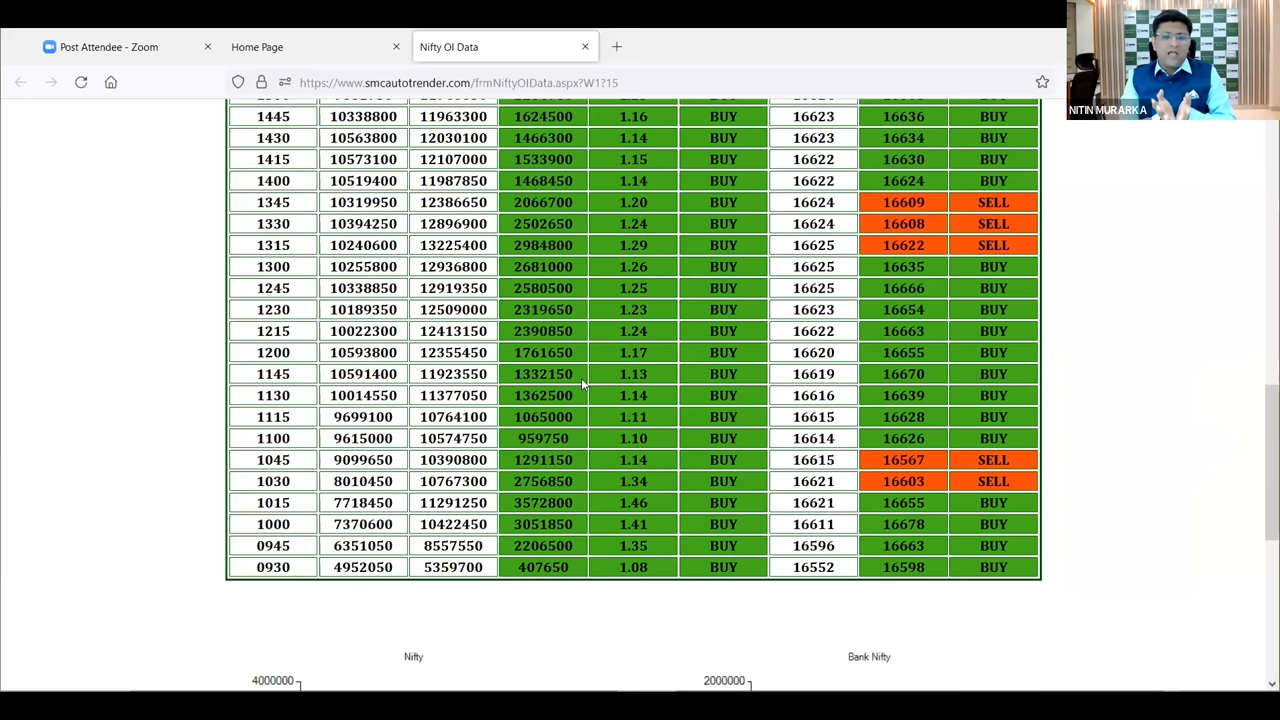 Post Attendee - Zoom
Home Page
Nifty OI Data
https://www.smcautotrender.com/frmNiftyOIData.aspx?W1?15
NITIN MURARKA
1445 10338800 11963300 1624500 1.16 BUY 16623 16636 BUY
1430 10563800 12030100 1466300 1.14 BUY 16623 16634 BUY
1415 10573100 12107000 1533900 1.15 BUY 16622 16630 BUY
1400 10519400 11987850 1468450 1.14 BUY 16622 16624 BUY
1345 10319950 12386650 2066700 1.20 BUY 16624 16609 SELL
1330 10394250 12896900 2502650 1.24 BUY 16624 16608 SELL
1315 10240600 13225400 2984800 1.29 BUY 16625 16622 SELL
1300 10255800 12936800 2681000 1.26 BUY 16625 16635 BUY
1245 10338850 12919350 2580500 1.25 BUY 16625 16666 BUY
1230 10189350 12509000 2319650 1.23 BUY 16623 16654 BUY
1215 10022300 12413150 2390850 1.24 BUY 16622 16663 BUY
1200 10593800 12355450 1761650 1.17 BUY 16620 16655 BUY
1145 10591400 11923550 1332150 1.13 BUY 16619 16670 BUY
1130 10014550 11377050 1362500 1.14 BUY 16616 16639 BUY
1115 9699100 10764100 1065000 1.11 BUY 16615 16628 BUY
1100 9615000 10574750 959750 1.10 BUY 16614 16626 BUY
1045 9099650 10390800 1291150 1.14 BUY 16615 16567 SELL
1030 8010450 10767300 2756850 1.34 BUY 16621 16603 SELL
1015 7718450 11291250 3572800 1.46 BUY 16621 16655 BUY
1000 7370600 10422450 3051850 1.41 BUY 16611 16678 BUY
0945 6351050 8557550 2206500 1.35 BUY 16596 16663 BUY
0930 4952050 5359700 407650 1.08 BUY 16552 16598 BUY
Nifty
Bank Nifty
4000000
2000000